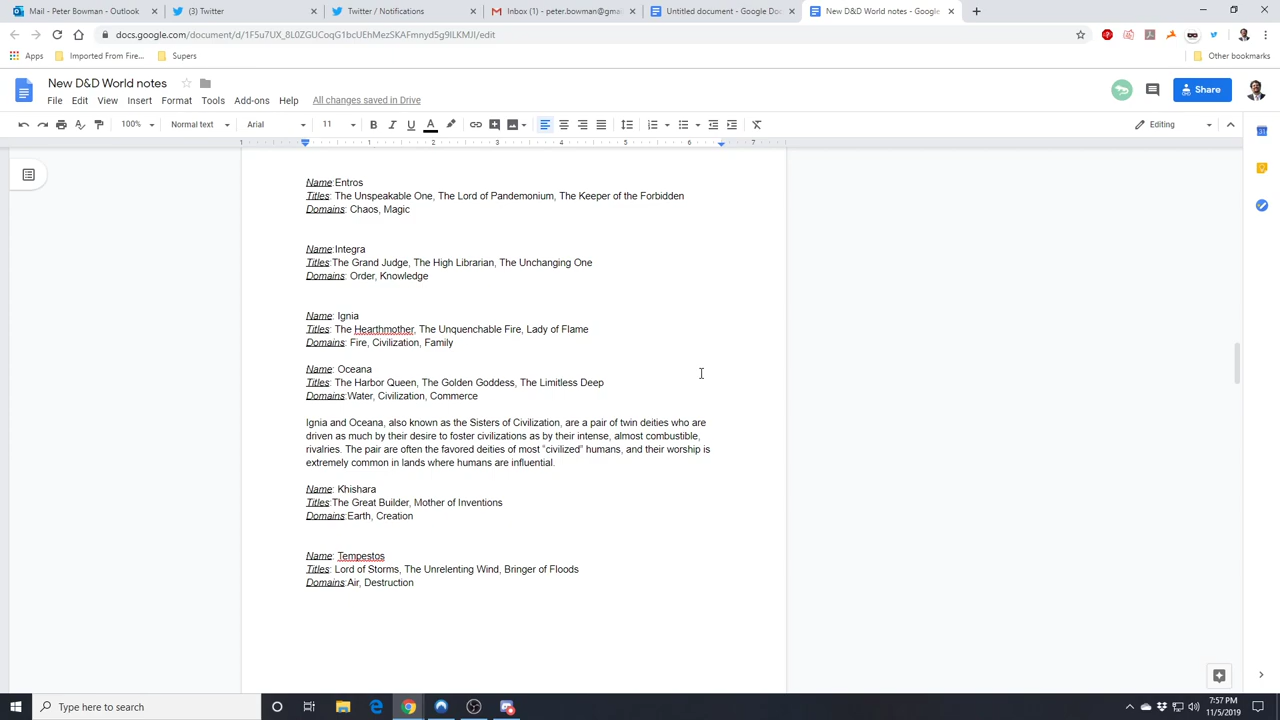 Mail - Peter Bowman - Outlook
(3) Twitter
Twitter / Notifications
Inbox (1) - peter.bowman@gmai
Untitled document - Google Doc
New D&D World notes - Google
Apps
Imported From Fire...
Supers
Other bookmarks
New D&D World notes
File Edit View Insert Format Tools Add-ons Help All changes saved in Drive
Share
100% Normal text Arial 11 Editing
1 1 2 3 4 5 6 7
Name:Entros
Titles: The Unspeakable One, The Lord of Pandemonium, The Keeper of the Forbidden
Domains: Chaos, Magic
Name:Integra
Titles:The Grand Judge, The High Librarian, The Unchanging One
Domains: Order, Knowledge
Name: Ignia
Titles: The Hearthmother, The Unquenchable Fire, Lady of Flame
Domains: Fire, Civilization, Family
Name: Oceana
Titles: The Harbor Queen, The Golden Goddess, The Limitless Deep
Domains:Water, Civilization, Commerce
Ignia and Oceana, also known as the Sisters of Civilization, are a pair of twin deities who are
driven as much by their desire to foster civilizations as by their intense, almost combustible,
rivalries. The pair are often the favored deities of most "civilized" humans, and their worship is
extremely common in lands where humans are influential.
Name: Khishara
Titles:The Great Builder, Mother of Inventions
Domains:Earth, Creation
Name: Tempestos
Titles: Lord of Storms, The Unrelenting Wind, Bringer of Floods
Domains:Air, Destruction
Type here to search
7:57 PM
11/5/2019